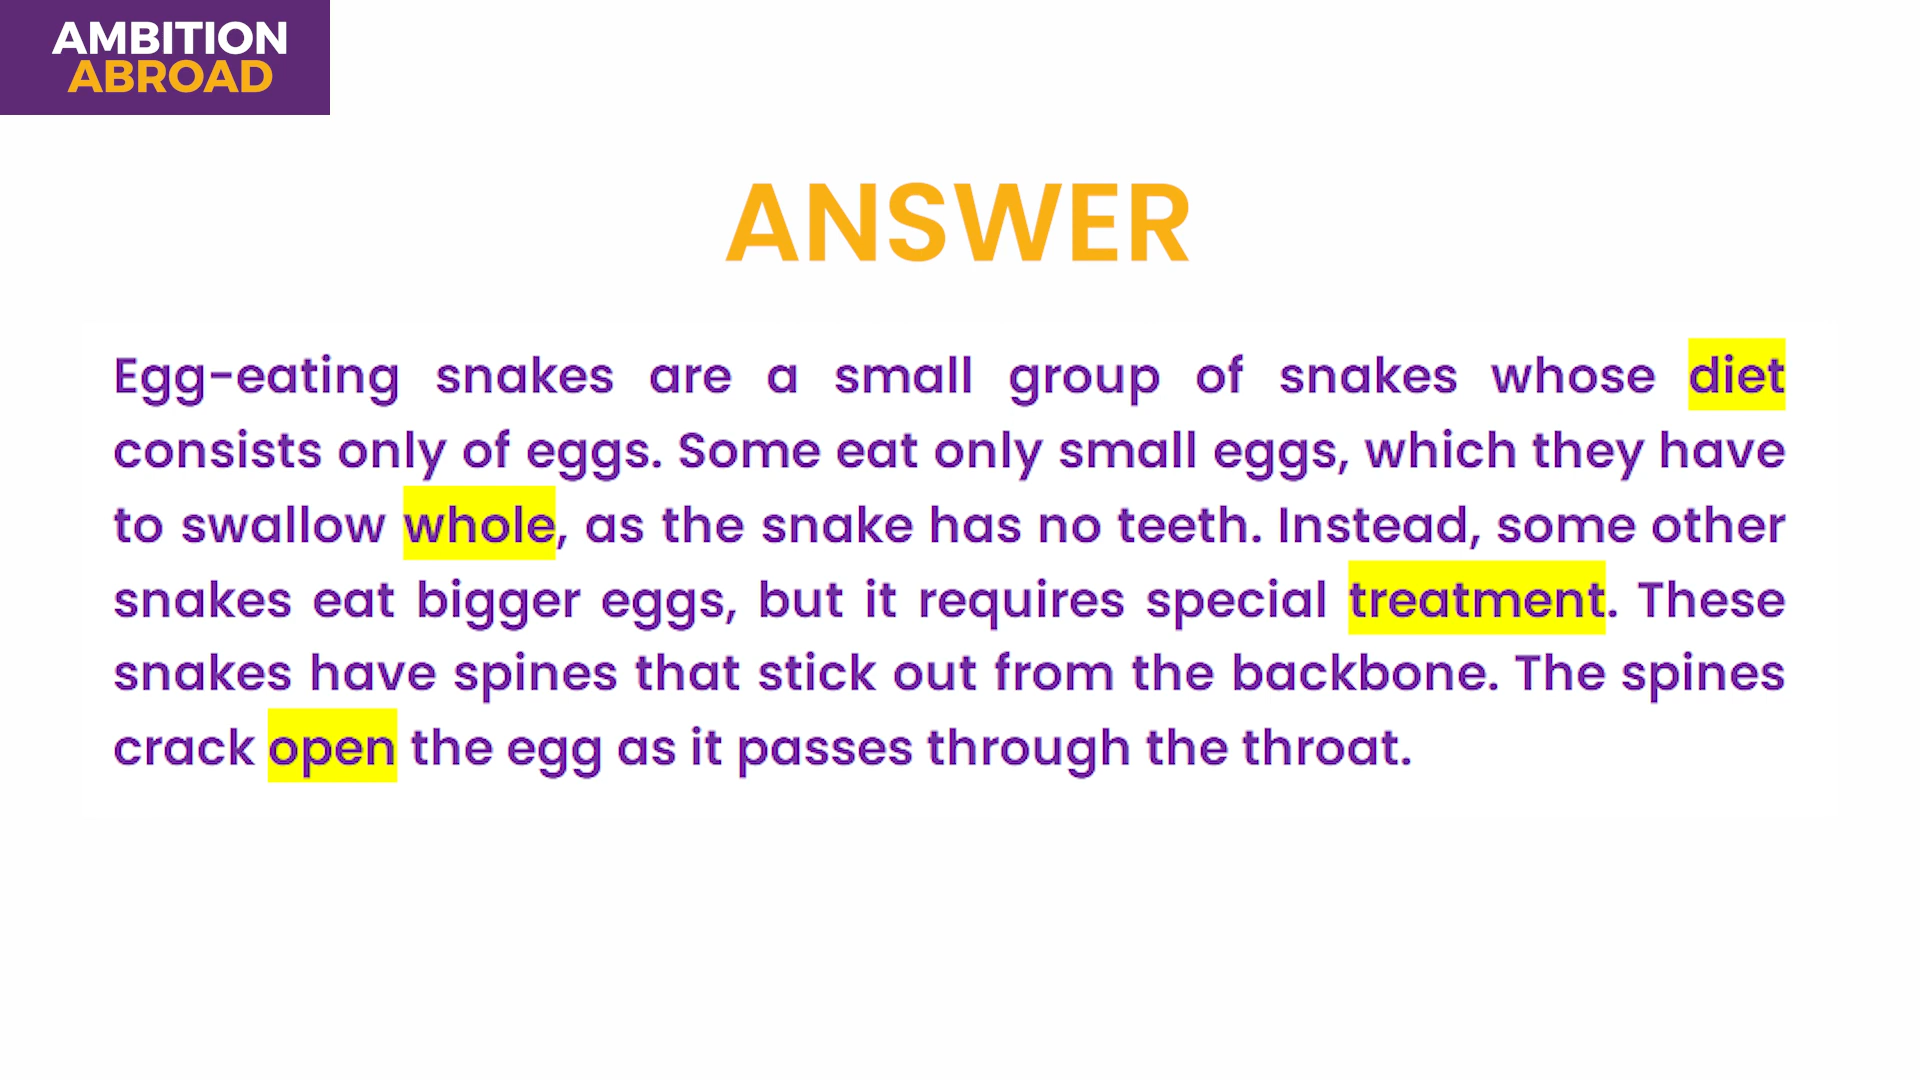 AMBITION
ABROAD
ANSWER
Egg-eating snakes are a small group of snakes whose diet
consists only of eggs. Some eat only small eggs, which they have
to swallow whole, as the snake has no teeth. Instead, some other
snakes eat bigger eggs, but it requires special treatment. These
snakes have spines that stick out from the backbone. The spines
crack open the egg as it passes through the throat.